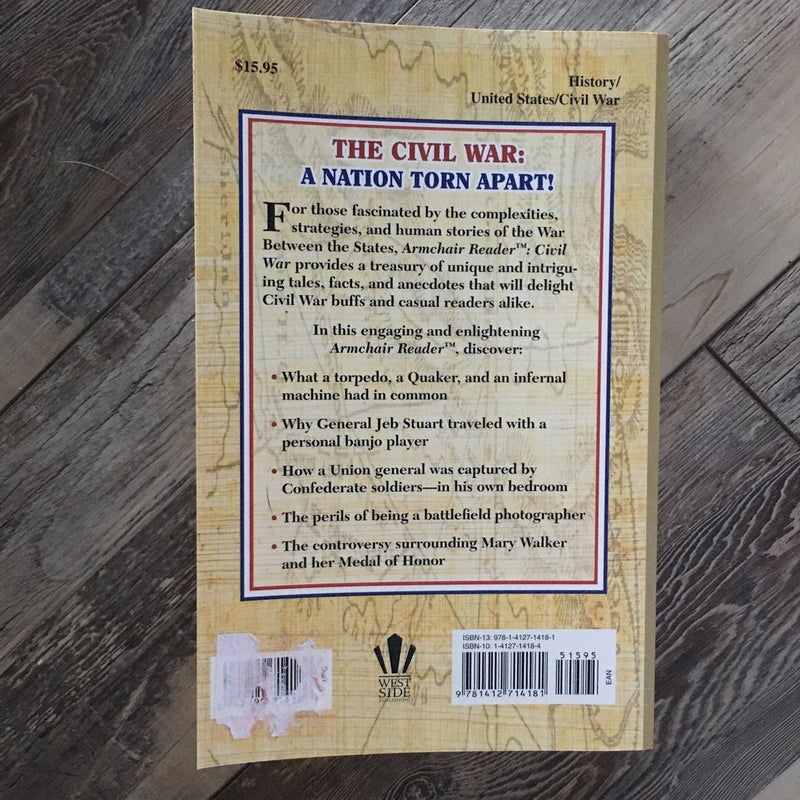 $15.95
History/
United States/Civil War
THE CIVIL WAR:
A NATION TORN APART!
For those fascinated by the complexities,
strategies, and human stories of the War
Between the States, Armchair Reader™: Civil
War provides a treasury of unique and intrigu-
ing tales, facts, and anecdotes that will delight
Civil War buffs and casual readers alike.
In this engaging and enlightening
Armchair Reader™, discover:
• What a torpedo, a Quaker, and an infernal
machine had in common
• Why General Jeb Stuart traveled with a
personal banjo player
• How a Union general was captured by
Confederate soldiers—in his own bedroom
• The perils of being a battlefield photographer
• The controversy surrounding Mary Walker
and her Medal of Honor
WEST
SIDE
PUBLISHING
ISBN-13: 978-1-4127-1418-1
ISBN-10: 1-4127-1418-4
51595
EAN
9 781412 714181